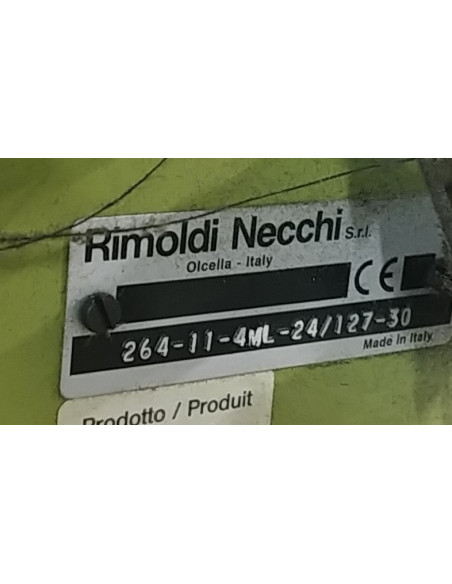 Rimoldi Necchi S.r.l.
Olcella - Italy
CE
264-11-4ML-24/127-30
Made in Italy
Prodotto / Produit